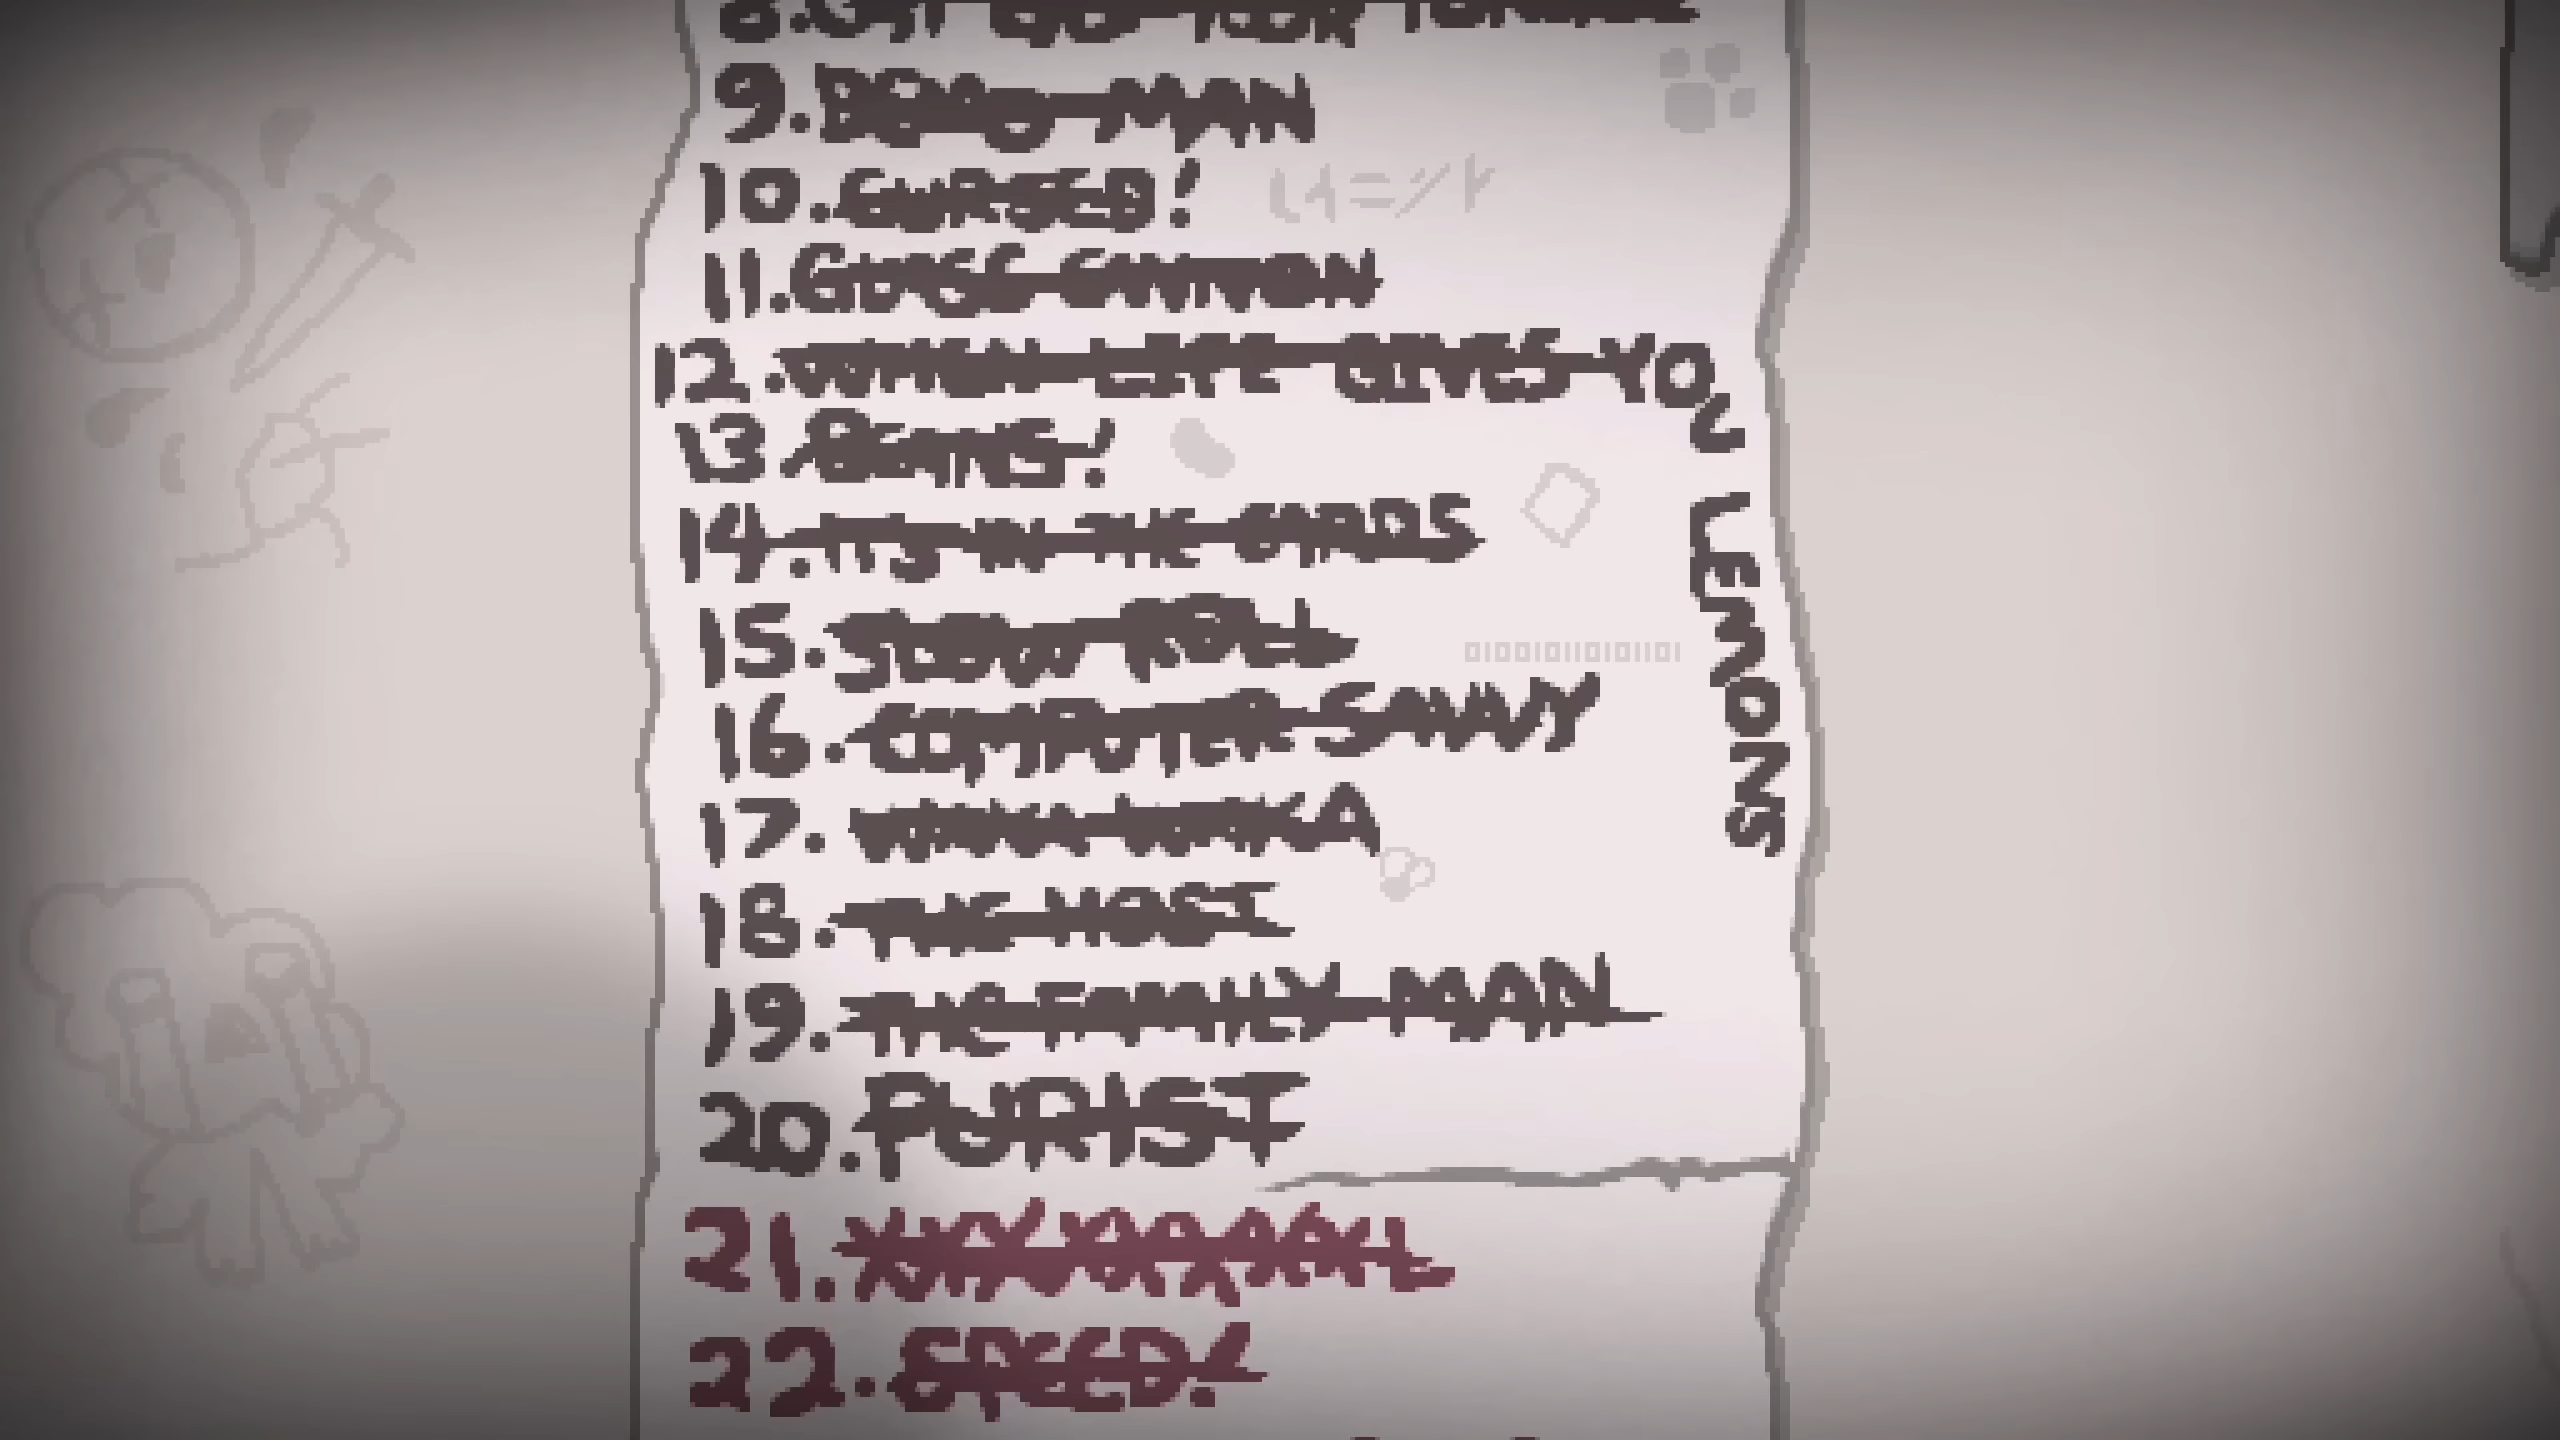 9. DRAG MAN
10. CURSED!
11. GLASS CANNON
12. WHEN LIFE GIVES YOU LEMONS
13. BEANS!
14. ITS IN THE CARDS
15. SLOW ROLL
01001011010110
16. COMPUTER SAVVY
17. WAKA WAKA
18. THE HOST
19. THE FAMILY MAN
20. PURIST
21.
22. SPEED!